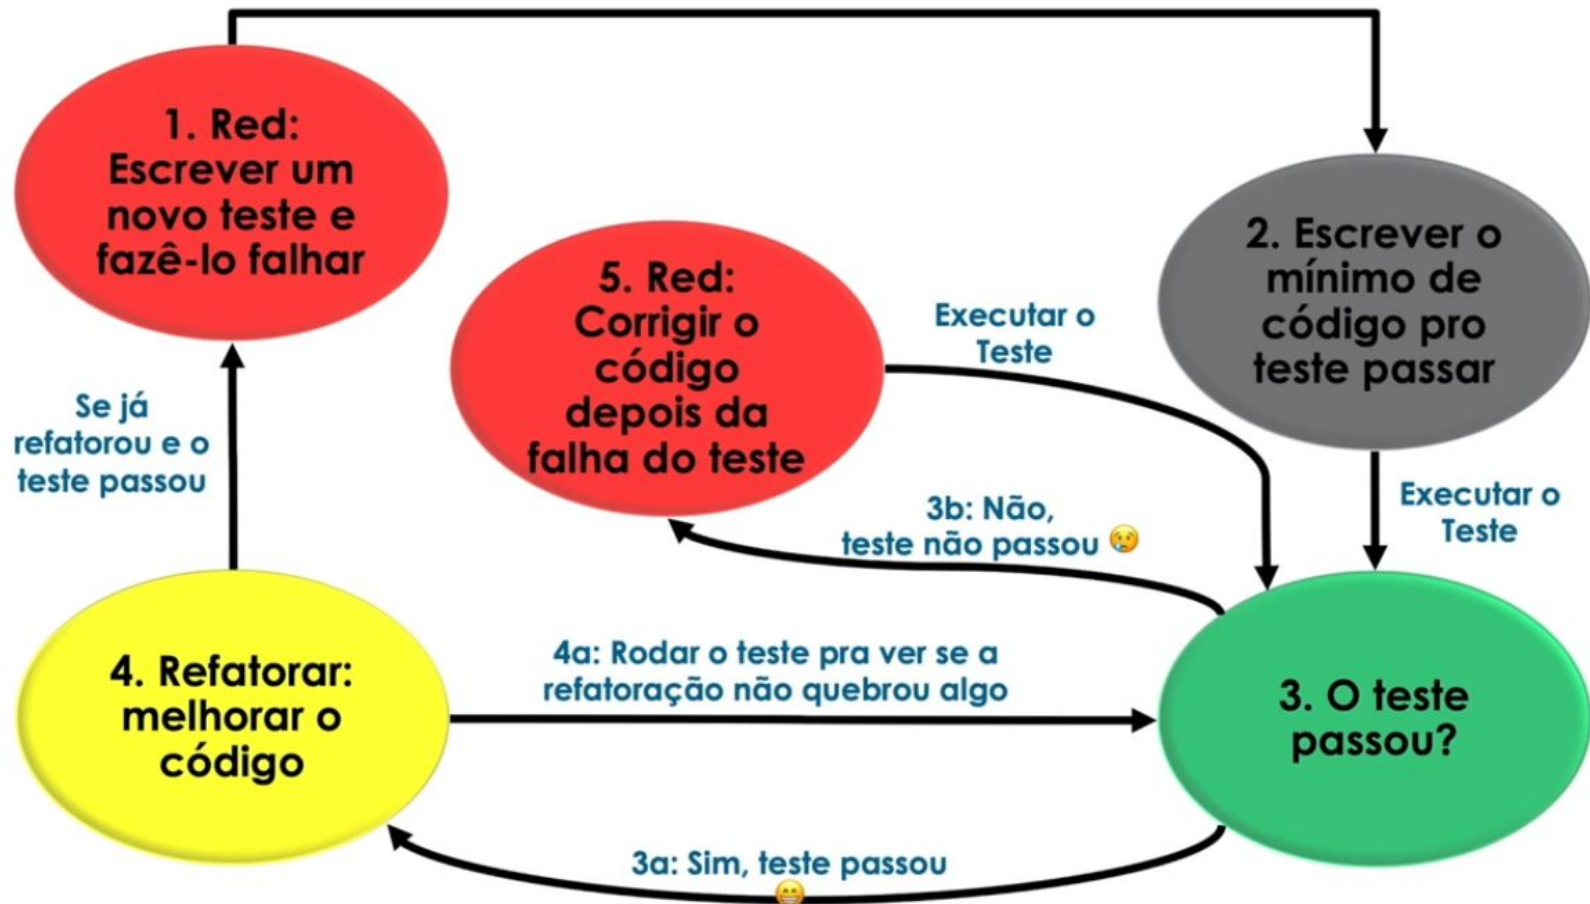 1. Red:
Escrever um
novo teste e
fazê-lo falhar
2. Escrever o
mínimo de
código pro
teste passar
5. Red:
Corrigir o
código
depois da
falha do teste
Executar o
Teste
Se já
refatorou e o
teste passou
Executar o
Teste
3b: Não,
teste não passou 😢
4. Refatorar:
melhorar o
código
4a: Rodar o teste pra ver se a
refatoração não quebrou algo
3. O teste
passou?
3a: Sim, teste passou
😁